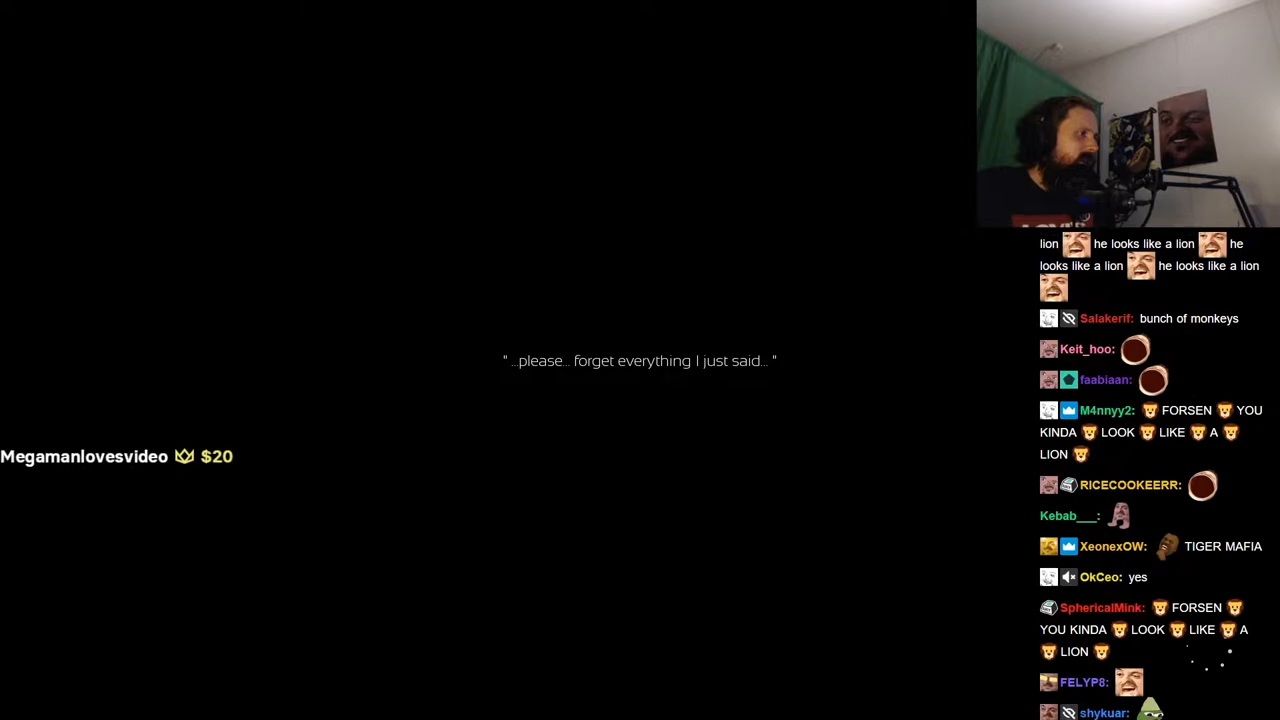 lion he looks like a lion he
looks like a lion he looks like a lion
Salakerif: bunch of monkeys
Keit_hoo:
faabiaan:
M4nnyy2: FORSEN YOU
KINDA LOOK LIKE A
LION
RICECOOKEERR:
Kebab___:
XeonexOW: TIGER MAFIA
OkCeo: yes
SphericalMink: FORSEN
YOU KINDA LOOK LIKE A
LION
FELYP8:
shykuar:
" ...please... forget everything I just said... "
Megamanlovesvideo $20